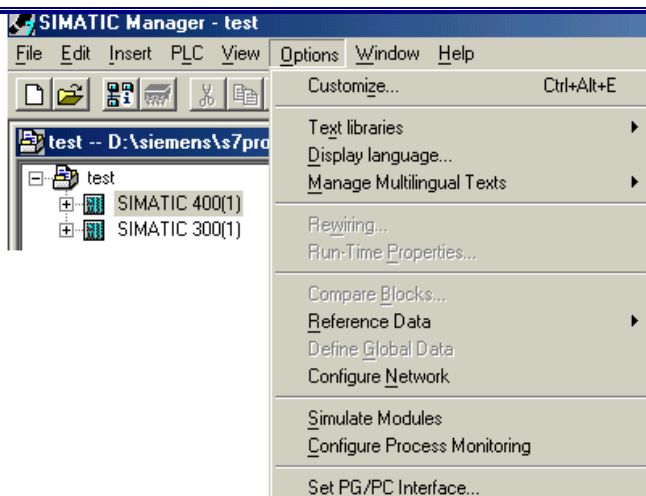 SIMATIC Manager - test
File Edit Insert PLC View Options Window Help
Customize... Ctrl+Alt+E
test -- D:\siemens\s7pro
Text libraries
Display language...
Manage Multilingual Texts
test
SIMATIC 400(1)
SIMATIC 300(1)
Rewiring...
Run-Time Properties...
Compare Blocks...
Reference Data
Define Global Data
Configure Network
Simulate Modules
Configure Process Monitoring
Set PG/PC Interface...